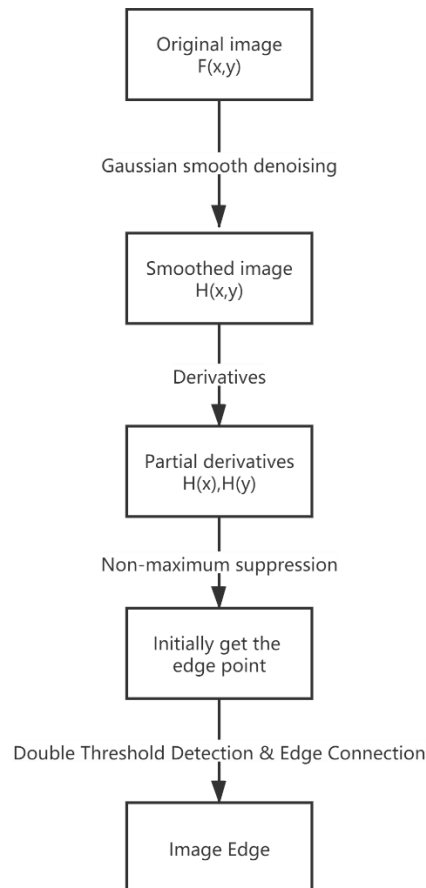 Original image
F(x,y)
Gaussian smooth denoising
Smoothed image
H(x,y)
Derivatives
Partial derivatives
H(x),H(y)
Non-maximum suppression
Initially get the
edge point
Double Threshold Detection & Edge Connection
Image Edge